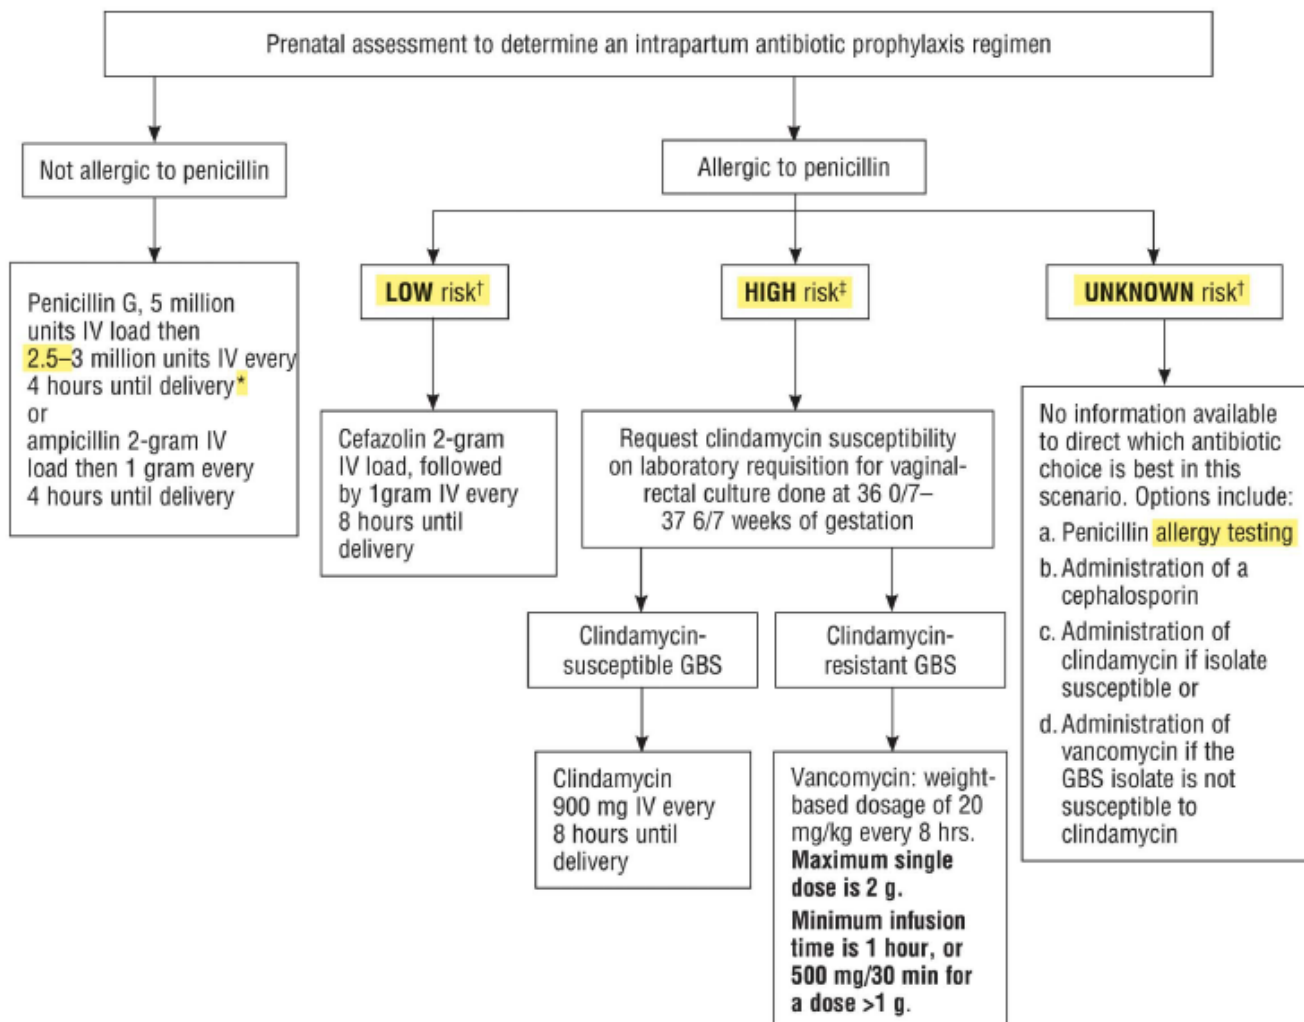 Prenatal assessment to determine an intrapartum antibiotic prophylaxis regimen
Not allergic to penicillin
Allergic to penicillin
Penicillin G, 5 million
units IV load then
2.5–3 million units IV every
4 hours until delivery*
or
ampicillin 2-gram IV
load then 1 gram every
4 hours until delivery
LOW risk†
HIGH risk‡
UNKNOWN risk†
Cefazolin 2-gram
IV load, followed
by 1gram IV every
8 hours until
delivery
Request clindamycin susceptibility
on laboratory requisition for vaginal-
rectal culture done at 36 0/7–
37 6/7 weeks of gestation
No information available
to direct which antibiotic
choice is best in this
scenario. Options include:
a. Penicillin allergy testing
b. Administration of a
cephalosporin
c. Administration of
clindamycin if isolate
susceptible or
d. Administration of
vancomycin if the
GBS isolate is not
susceptible to
clindamycin
Clindamycin-
susceptible GBS
Clindamycin-
resistant GBS
Clindamycin
900 mg IV every
8 hours until
delivery
Vancomycin: weight-
based dosage of 20
mg/kg every 8 hrs.
Maximum single
dose is 2 g.
Minimum infusion
time is 1 hour, or
500 mg/30 min for
a dose >1 g.